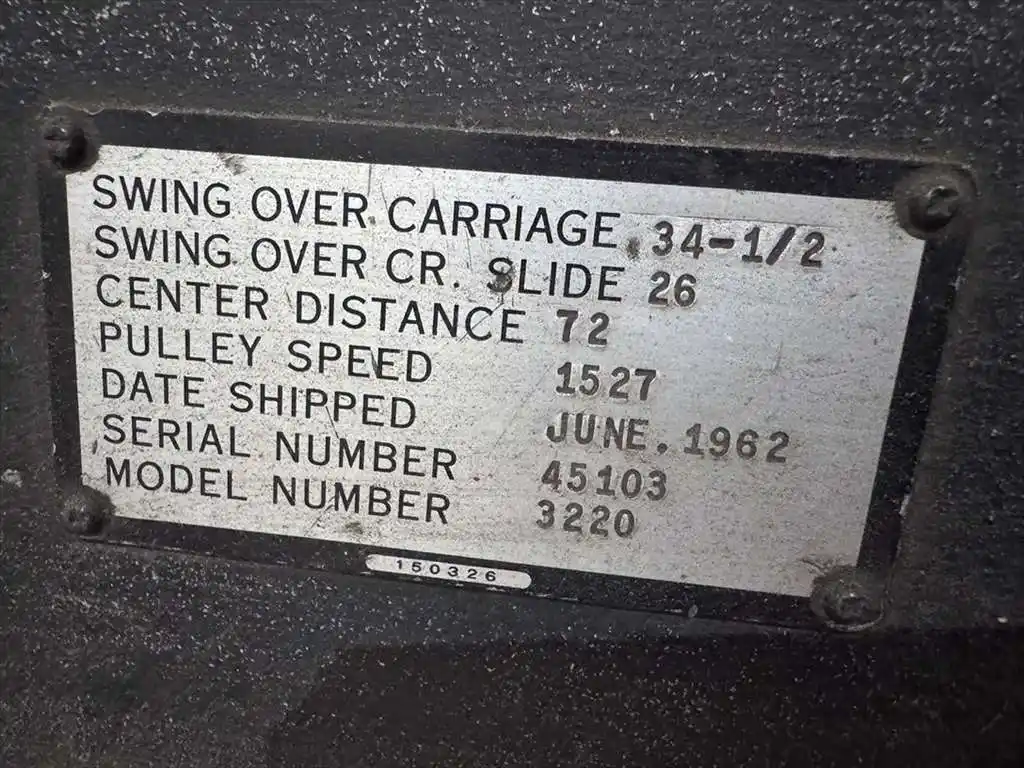 SWING OVER CARRIAGE 34-1/2
SWING OVER CR. SLIDE 26
CENTER DISTANCE 72
PULLEY SPEED 1527
DATE SHIPPED JUNE. 1962
SERIAL NUMBER 45103
MODEL NUMBER 3220
150326